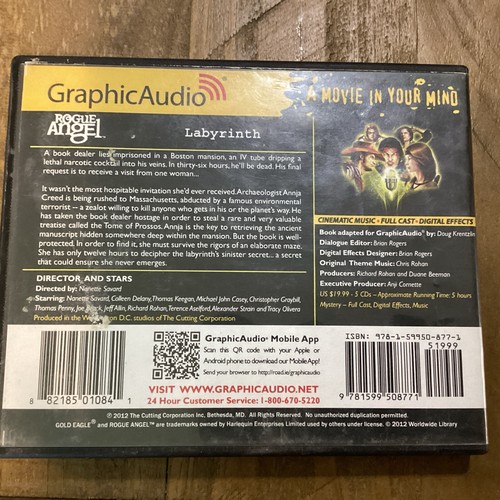 GraphicAudio
A MOVIE IN YOUR MIND
ROGUE
Angel
Labyrinth
A book dealer lies imprisoned in a Boston mansion, an IV tube dripping a
lethal narcotic cocktail into his veins. In thirty-six hours, he'll be dead. His final
request is to receive a visit from one woman...
It wasn't the most hospitable invitation she'd ever received. Archaeologist Annja
Creed is being rushed to Massachusetts, abducted by a famous environmental
terrorist -- a zealot willing to kill anyone who gets in his or the planet's way. He
has taken the book dealer hostage in order to steal a rare and very valuable
treatise called the Tome of Prossos. Annja is the key to retrieving the ancient
manuscript hidden somewhere deep within the mansion. But the book is well-
protected, In order to find it, she must survive the rigors of an elaborate maze.
She has only twelve hours to decipher the labyrinth's sinister secret... a secret
that could ensure she never emerges.
DIRECTOR AND STARS
Directed by: Nanette Savard
Starring: Nanette Savard, Colleen Delany, Thomas Keegan, Michael John Casey, Christopher Graybill,
Thomas Penny, Joe Jeff Allin, Richard Rohan, Terence Aselford, Alexander Strain and Tracy Olivera
Produced in the D.C. studios of The Cutting Corporation
CINEMATIC MUSIC - FULL CAST - DIGITAL EFFECTS
Book adapted for GraphicAudio® by: Doug Krentzlin
Dialogue Editor: Brian Rogers
Digital Effects Designer: Brian Rogers
Original Theme Music: Chris Rohan
Producers: Richard Rohan and Duane Beeman
Executive Producer: Anji Cornette
US $19.99 - 5 CDs - Approximate Running Time: 5 hours
Mystery - Full Cast, Digital Effects, Music
8 82185 01084 1
GraphicAudio® Mobile App
Scan this QR code with your Apple or
Android phone to download our Mobile App!
Send your browser to http://road.ie/graphicaudio
VISIT WWW.GRAPHICAUDIO.NET
24 Hour Customer Service: 1-800-670-5220
ISBN: 978-1-59950-877-1
51999
9 781599 508771
℗ 2012 The Cutting Corporation Inc, Bethesda, MD. All Rights Reserved. No unauthorized duplication permitted.
GOLD EAGLE® and ROGUE ANGEL™ are trademarks owned by Harlequin Enterprises Limited used by others under license. © 2012 Worldwide Library